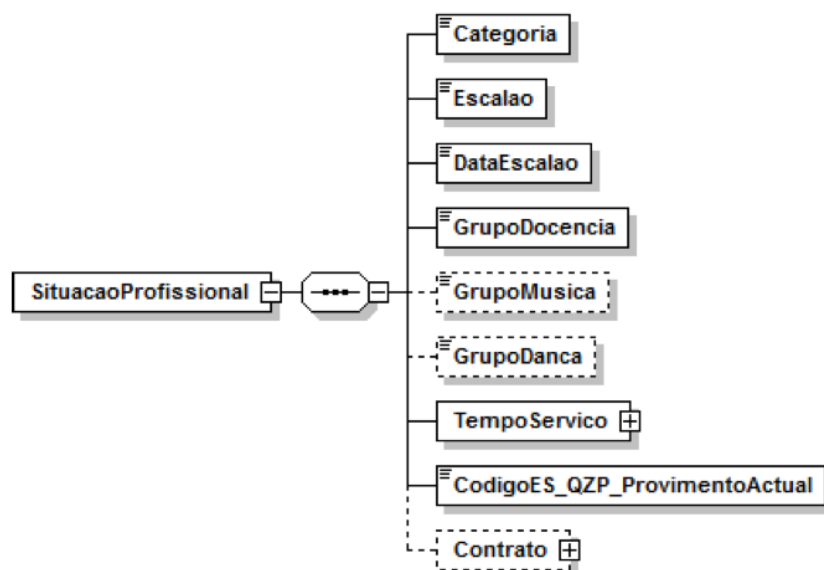 Categoria
Escalao
DataEscalao
GrupoDocencia
SituacaoProfissional
GrupoMusica
GrupoDanca
TempoServico
CodigoES_QZP_ProvimentoActual
Contrato